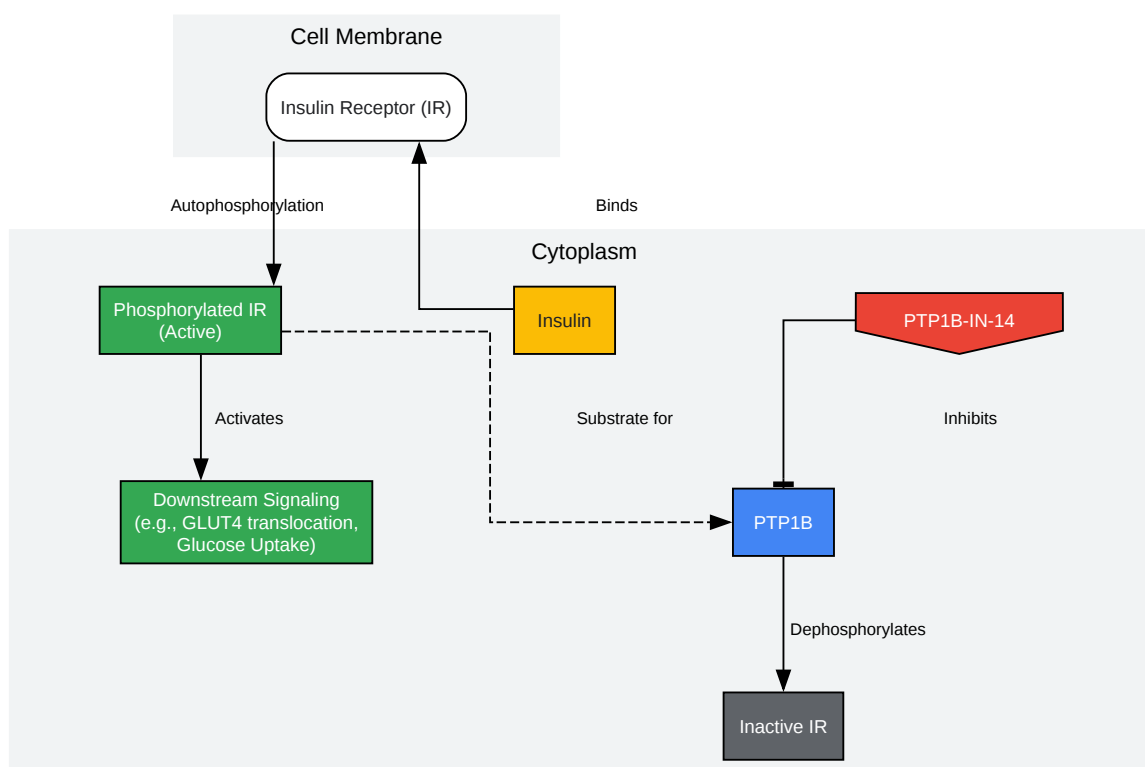 Cell Membrane
Insulin Receptor (IR)
Autophosphorylation
Binds
Cytoplasm
Phosphorylated IR
(Active)
Insulin
PTP1B-IN-14
Activates
Substrate for
Inhibits
Downstream Signaling
(e.g., GLUT4 translocation,
Glucose Uptake)
PTP1B
Dephosphorylates
Inactive IR